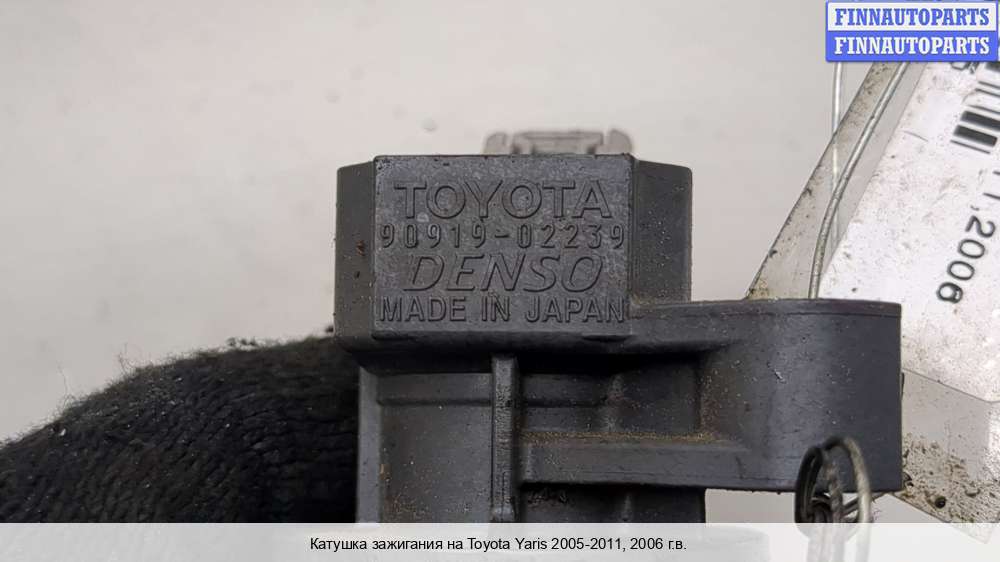 FINNAUTOPARTS
FINNAUTOPARTS
TOYOTA
90919-02239
DENSO
MADE IN JAPAN
2006
Катушка зажигания на Toyota Yaris 2005-2011, 2006 г.в.